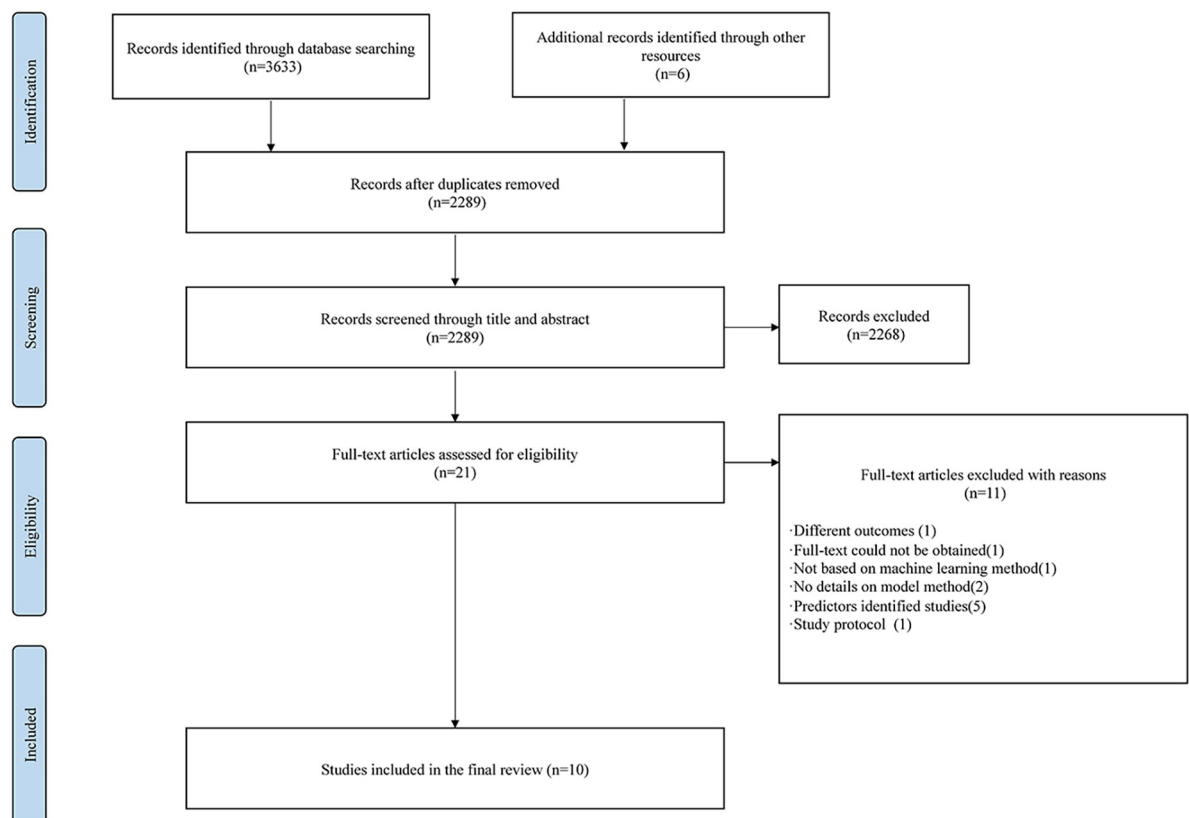 Identification
Records identified through database searching
(n=3633)
Additional records identified through other
resources
(n=6)
Records after duplicates removed
(n=2289)
Screening
Records screened through title and abstract
(n=2289)
Records excluded
(n=2268)
Eligibility
Full-text articles assessed for eligibility
(n=21)
Full-text articles excluded with reasons
(n=11)
·Different outcomes (1)
·Full-text could not be obtained(1)
·Not based on machine learning method(1)
·No details on model method(2)
·Predictors identified studies(5)
·Study protocol (1)
Included
Studies included in the final review (n=10)